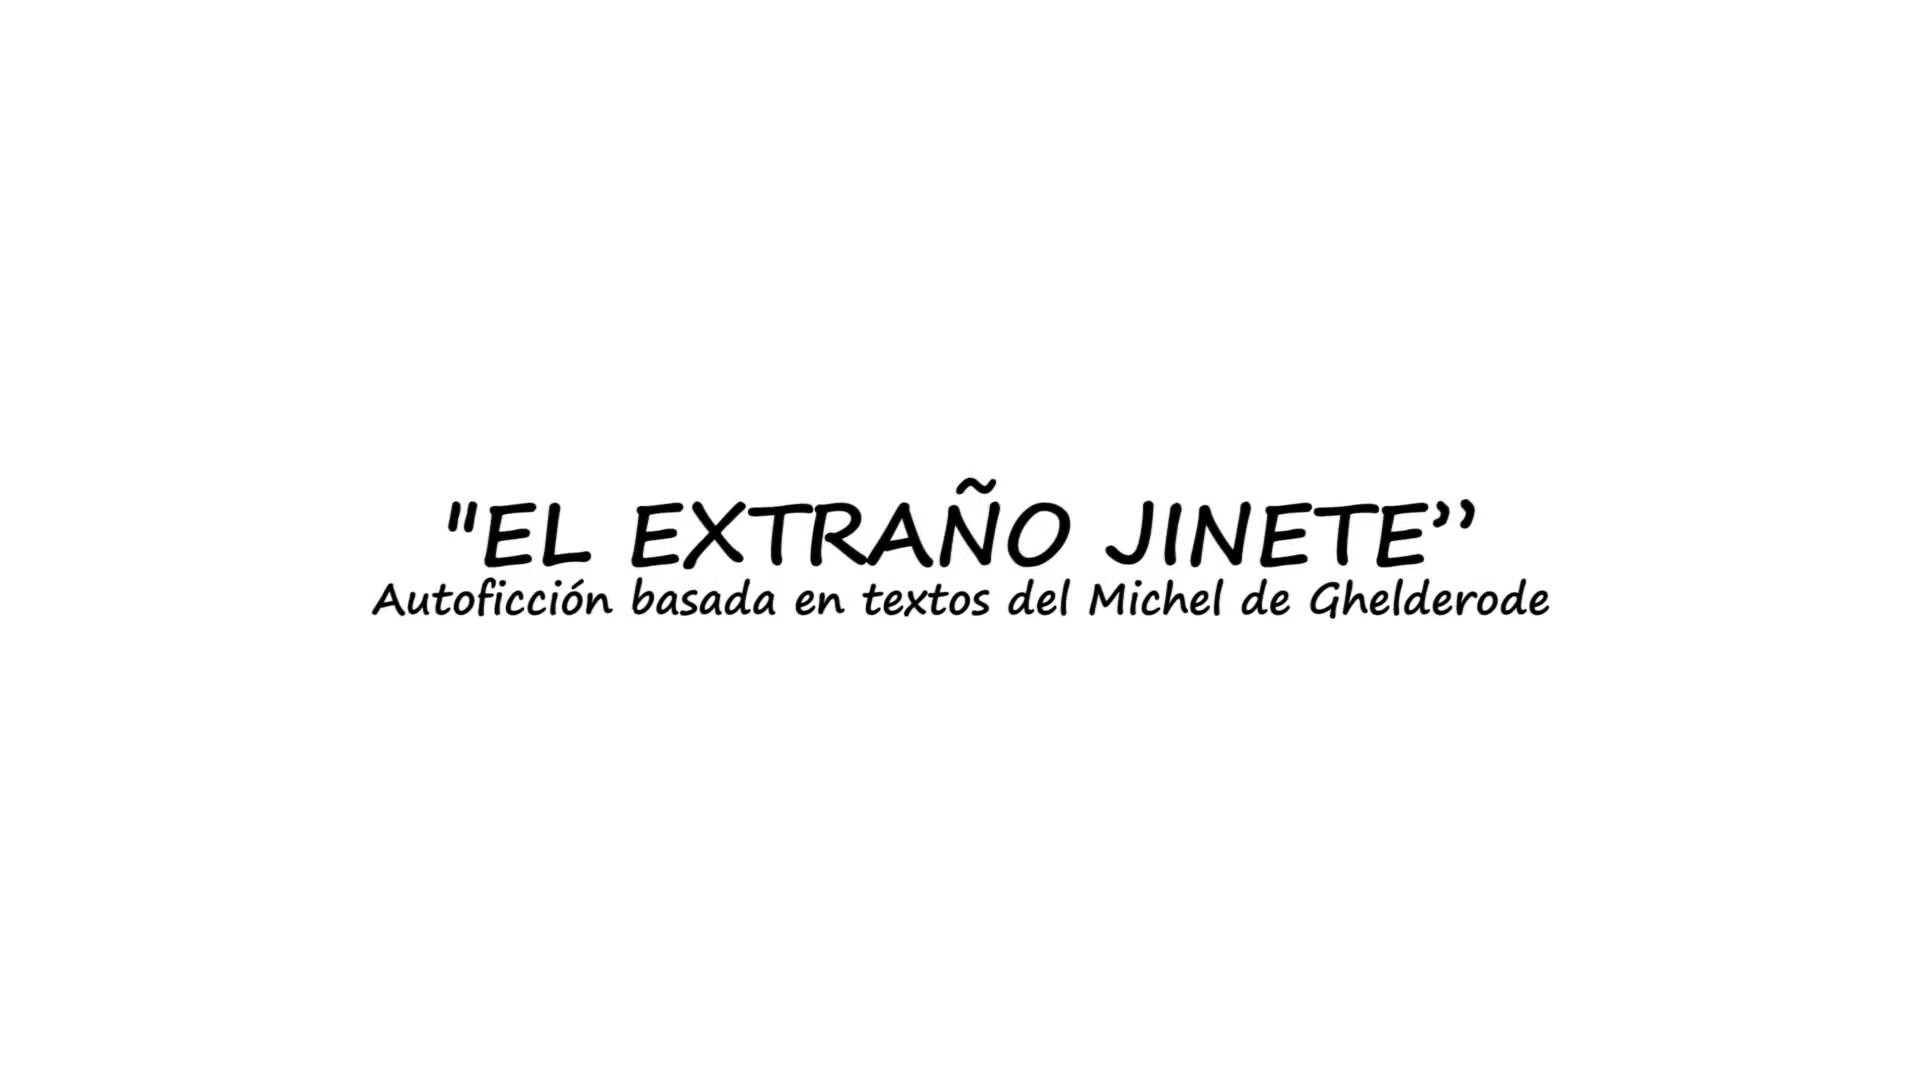 "EL EXTRAÑO JINETE’’
Autoficción basada en textos del Michel de Ghelderode